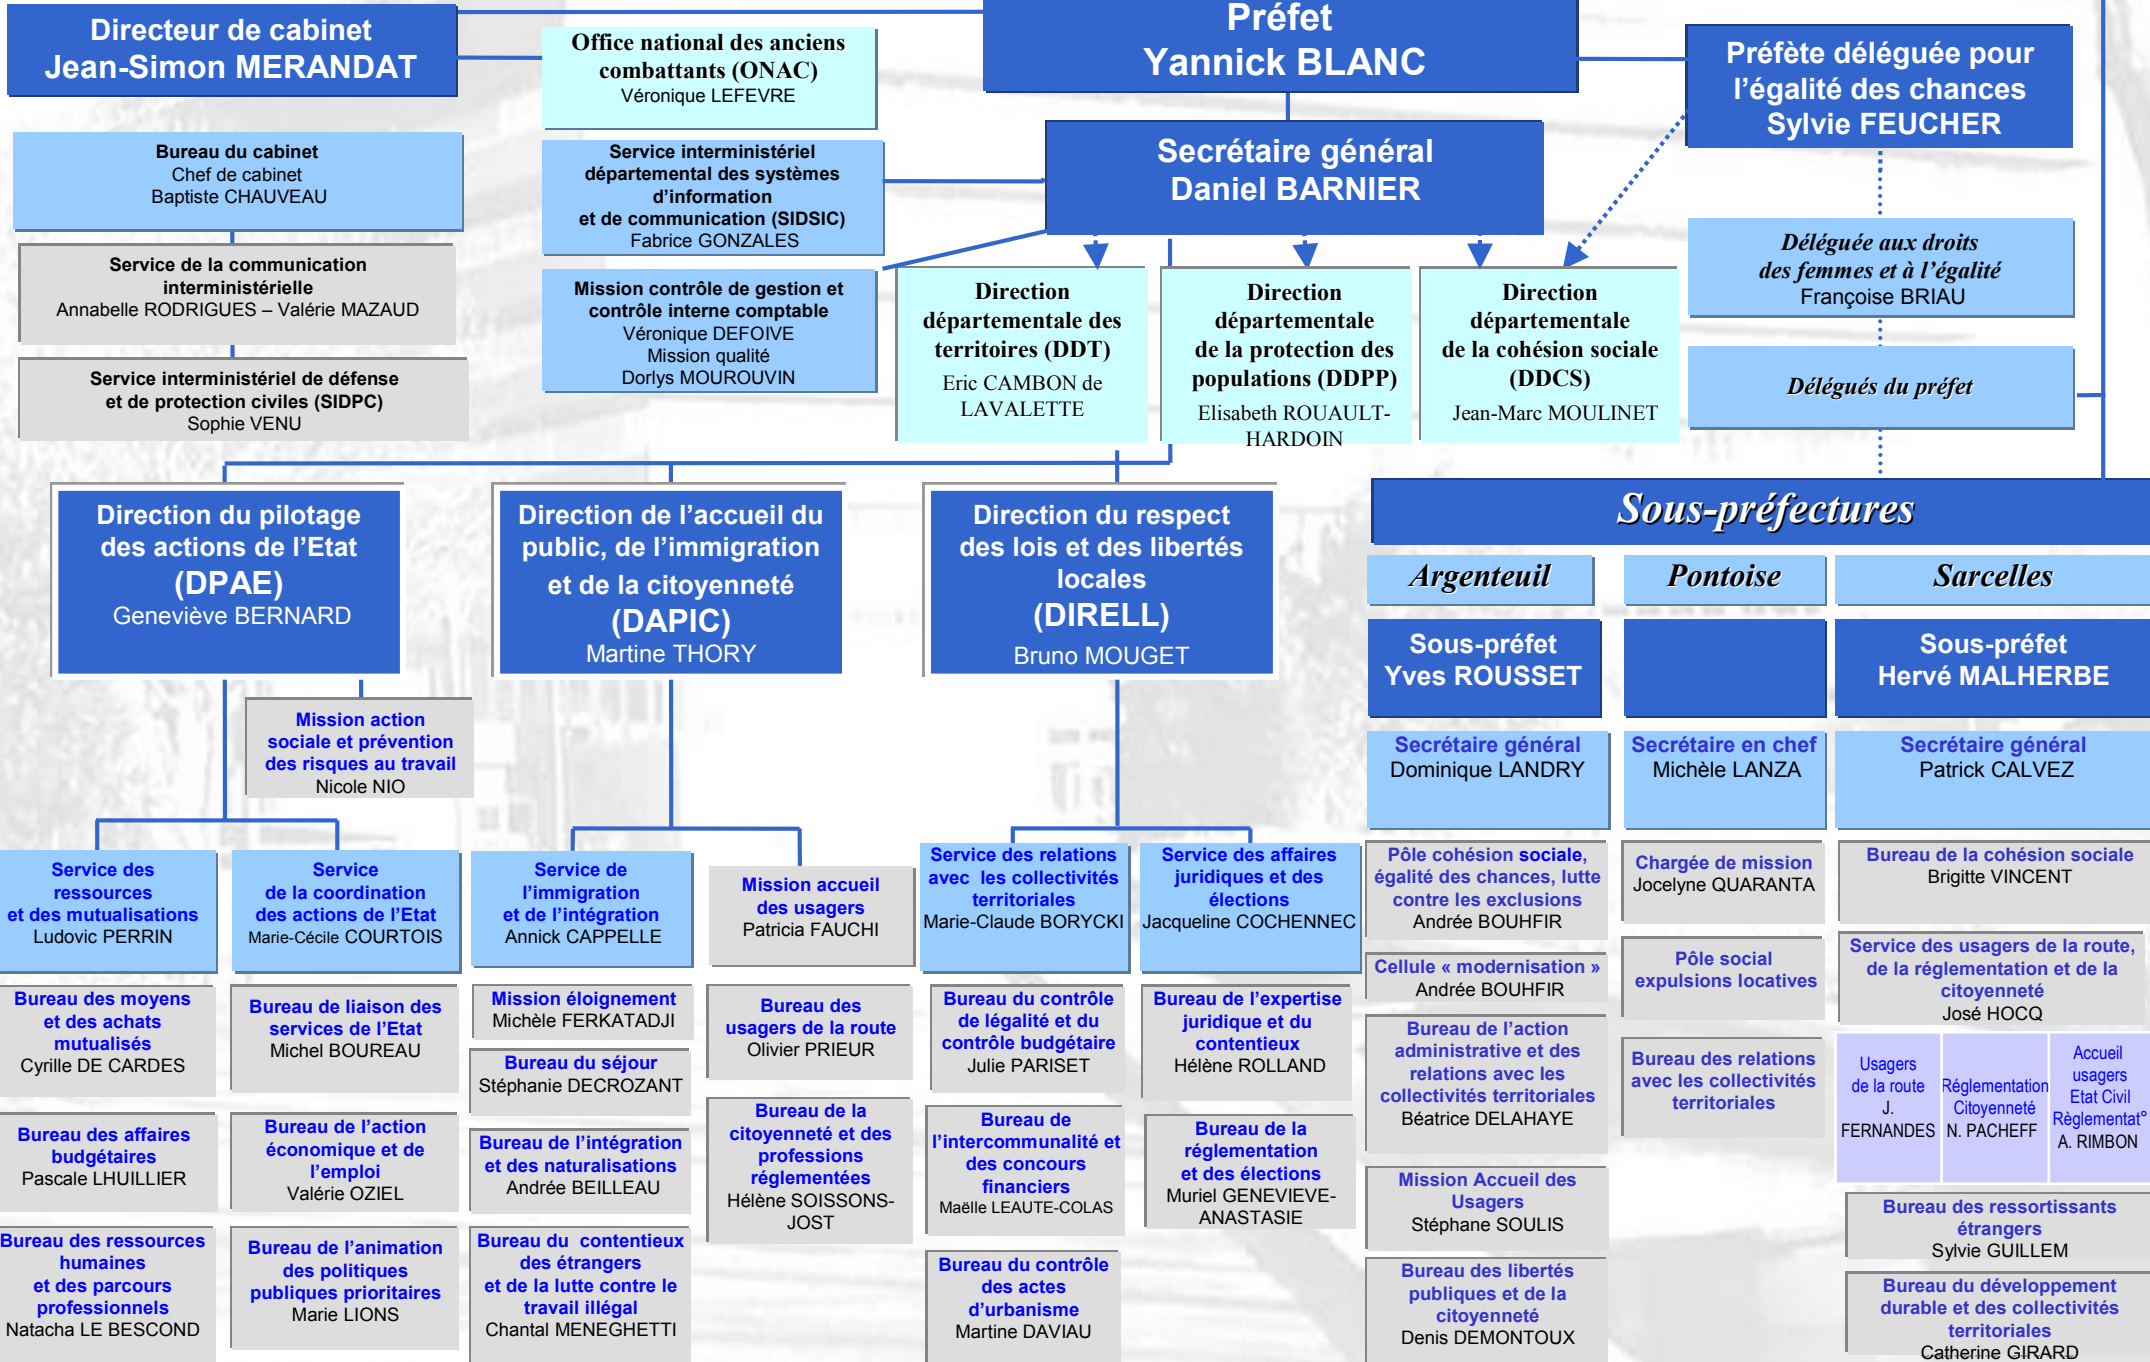 Directeur de cabinet
Jean-Simon MERANDAT
Office national des anciens
combattants (ONAC)
Véronique LEFEVRE
Préfet
Yannick BLANC
Préfète déléguée pour
l’égalité des chances
Sylvie FEUCHER
Bureau du cabinet
Chef de cabinet
Baptiste CHAUVEAU
Service interministériel
départemental des systèmes
d’information
et de communication (SIDSIC)
Fabrice GONZALES
Secrétaire général
Daniel BARNIER
Service de la communication
interministérielle
Annabelle RODRIGUES – Valérie MAZAUD
Mission contrôle de gestion et
contrôle interne comptable
Véronique DEFOIVE
Mission qualité
Dorlys MOUROUVIN
Direction
départementale des
territoires (DDT)
Eric CAMBON de
LAVALETTE
Direction
départementale
de la protection des
populations (DDPP)
Elisabeth ROUAULT-
HARDOIN
Direction
départementale
de la cohésion sociale
(DDCS)
Jean-Marc MOULINET
Déléguée aux droits
des femmes et à l’égalité
Françoise BRIAU
Délégués du préfet
Service interministériel de défense
et de protection civiles (SIDPC)
Sophie VENU
Direction du pilotage
des actions de l’Etat
(DPAE)
Geneviève BERNARD
Direction de l’accueil du
public, de l’immigration
et de la citoyenneté
(DAPIC)
Martine THORY
Direction du respect
des lois et des libertés
locales
(DIRELL)
Bruno MOUGET
Sous-préfectures
Argenteuil
Pontoise
Sarcelles
Sous-préfet
Yves ROUSSET
Sous-préfet
Hervé MALHERBE
Mission action
sociale et prévention
des risques au travail
Nicole NIO
Secrétaire général
Dominique LANDRY
Secrétaire en chef
Michèle LANZA
Secrétaire général
Patrick CALVEZ
Service des
ressources
et des mutualisations
Ludovic PERRIN
Service
de la coordination
des actions de l’Etat
Marie-Cécile COURTOIS
Service de
l’immigration
et de l’intégration
Annick CAPPELLE
Mission accueil
des usagers
Patricia FAUCHI
Service des relations
avec les collectivités
territoriales
Marie-Claude BORYCKI
Service des affaires
juridiques et des
élections
Jacqueline COCHENNEC
Pôle cohésion sociale,
égalité des chances, lutte
contre les exclusions
Andrée BOUHFIR
Chargée de mission
Jocelyne QUARANTA
Bureau de la cohésion sociale
Brigitte VINCENT
Cellule « modernisation »
Andrée BOUHFIR
Pôle social
expulsions locatives
Service des usagers de la route,
de la réglementation et de la
citoyenneté
José HOCQ
Bureau des moyens
et des achats
mutualisés
Cyrille DE CARDES
Bureau de liaison des
services de l’Etat
Michel BOUREAU
Mission éloignement
Michèle FERKATADJI
Bureau du séjour
Stéphanie DECROZANT
Bureau des
usagers de la route
Olivier PRIEUR
Bureau du contrôle
de légalité et du
contrôle budgétaire
Julie PARISET
Bureau de l’expertise
juridique et du
contentieux
Hélène ROLLAND
Bureau de l’action
administrative et des
relations avec les
collectivités territoriales
Béatrice DELAHAYE
Bureau des relations
avec les collectivités
territoriales
Usagers
de la route
J.
FERNANDES
Réglementation
Citoyenneté
N. PACHEFF
Accueil
usagers
Etat Civil
Règlementat°
A. RIMBON
Bureau des affaires
budgétaires
Pascale LHUILLIER
Bureau de l’action
économique et de
l’emploi
Valérie OZIEL
Bureau de l’intégration
et des naturalisations
Andrée BEILLEAU
Bureau de la
citoyenneté et des
professions
réglementées
Hélène SOISSONS-
JOST
Bureau de
l’intercommunalité et
des concours
financiers
Maëlle LEAUTE-COLAS
Bureau de la
réglementation
et des élections
Muriel GENEVIEVE-
ANASTASIE
Mission Accueil des
Usagers
Stéphane SOULIS
Bureau des ressortissants
étrangers
Sylvie GUILLEM
Bureau des ressources
humaines
et des parcours
professionnels
Natacha LE BESCOND
Bureau de l’animation
des politiques
publiques prioritaires
Marie LIONS
Bureau du contentieux
des étrangers
et de la lutte contre le
travail illégal
Chantal MENEGHETTI
Bureau du contrôle
des actes
d’urbanisme
Martine DAVIAU
Bureau des libertés
publiques et de la
citoyenneté
Denis DEMONTOUX
Bureau du développement
durable et des collectivités
territoriales
Catherine GIRARD